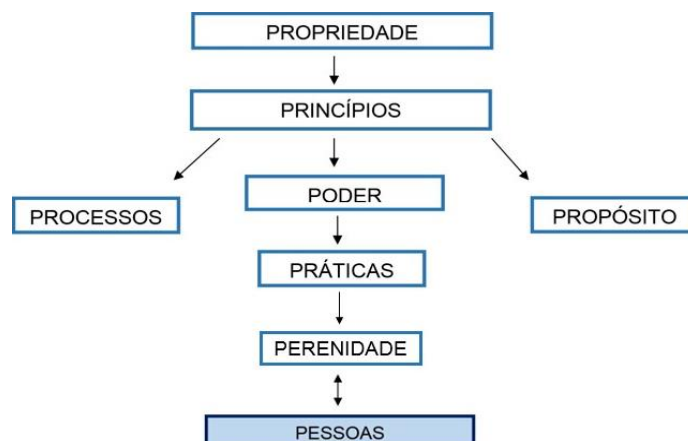 PROPRIEDADE
PRINCÍPIOS
PROCESSOS
PODER
PROPÓSITO
PRÁTICAS
PERENIDADE
PESSOAS